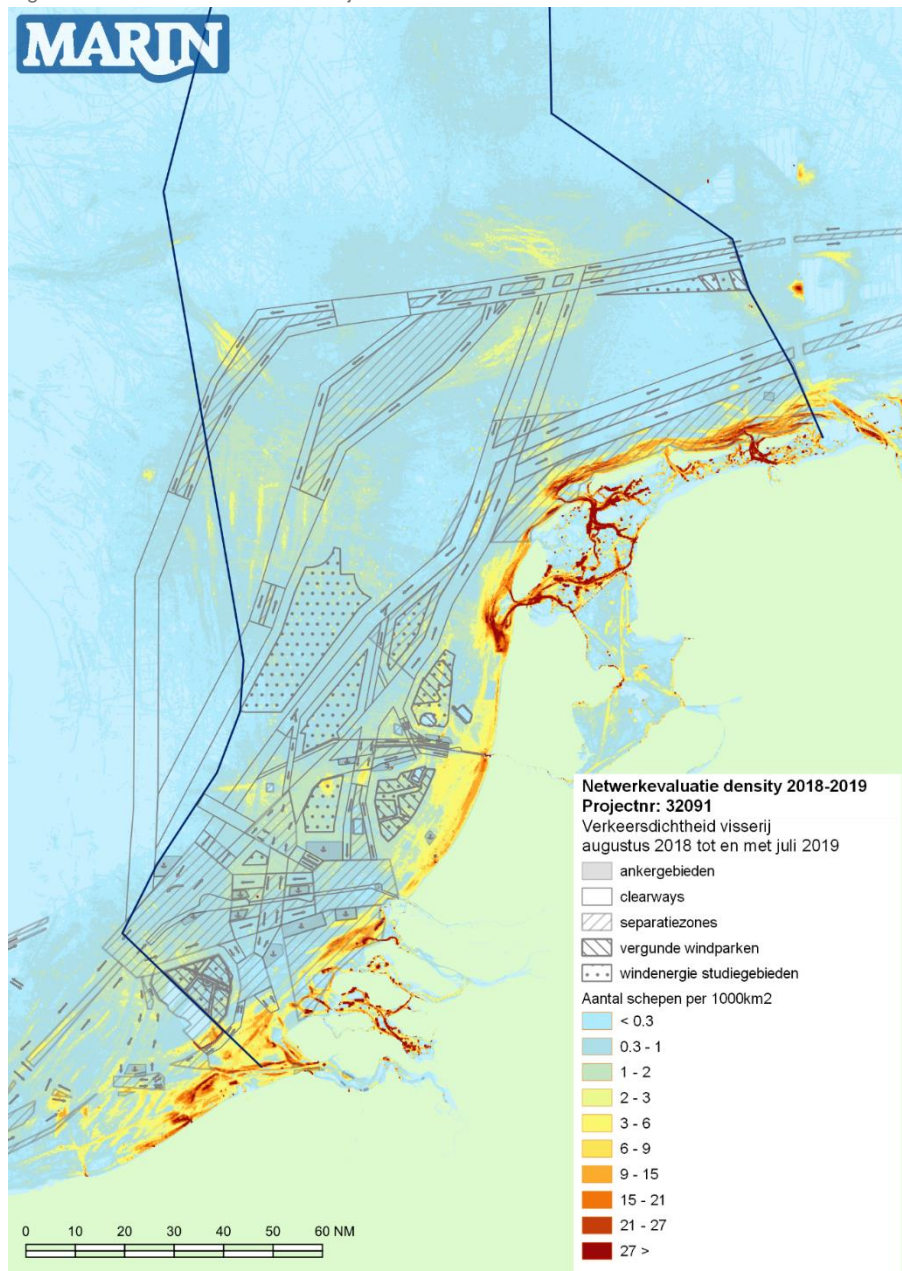 MARIN
Netwerkevaluatie density 2018-2019
Projectnr: 32091
Verkeersdichtheid visserij
augustus 2018 tot en met juli 2019
ankergebieden
clearways
separatiezones
vergunde windparken
windenergie studiegebieden
Aantal schepen per 1000km2
< 0.3
0.3 - 1
1 - 2
2 - 3
3 - 6
6 - 9
9 - 15
15 - 21
21 - 27
27 >
0 10 20 30 40 50 60 NM